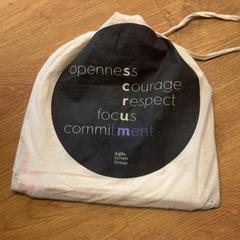 openness
courage
respect
focus
commitment
Agile
Scrum
Group